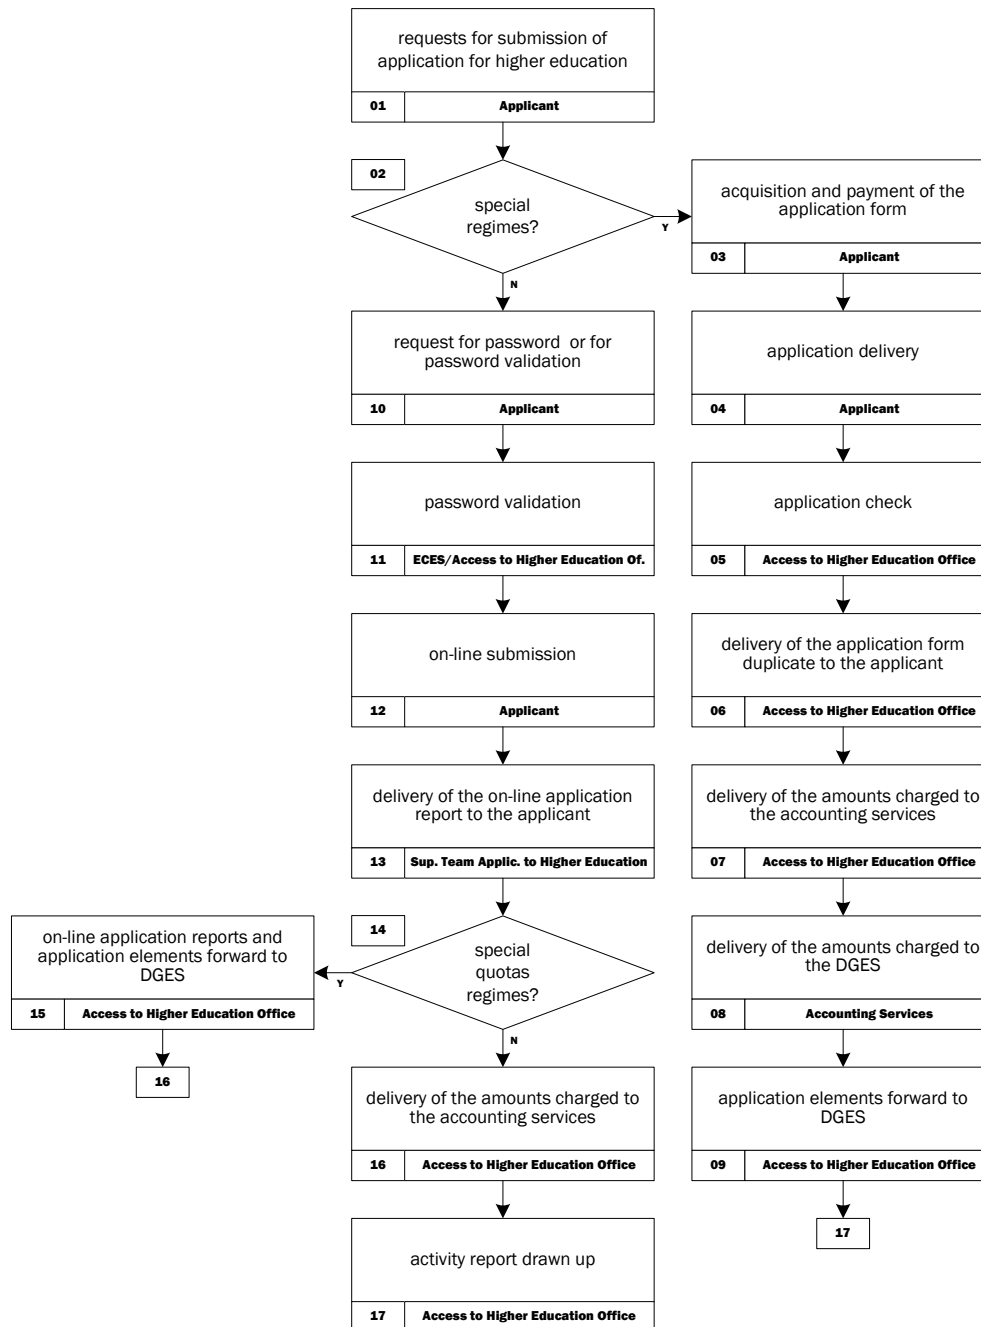 requests for submission of
application for higher education
01
Applicant
02
special
regimes?
Y
N
acquisition and payment of the
application form
03
Applicant
request for password or for
password validation
10
Applicant
application delivery
04
Applicant
password validation
11
ECES/Access to Higher Education Of.
application check
05
Access to Higher Education Office
on-line submission
12
Applicant
delivery of the application form
duplicate to the applicant
06
Access to Higher Education Office
delivery of the on-line application
report to the applicant
13
Sup. Team Applic. to Higher Education
delivery of the amounts charged to
the accounting services
07
Access to Higher Education Office
on-line application reports and
application elements forward to
DGES
15
Access to Higher Education Office
16
14
special
quotas
regimes?
Y
N
delivery of the amounts charged to
the DGES
08
Accounting Services
delivery of the amounts charged to
the accounting services
16
Access to Higher Education Office
application elements forward to
DGES
09
Access to Higher Education Office
17
activity report drawn up
17
Access to Higher Education Office